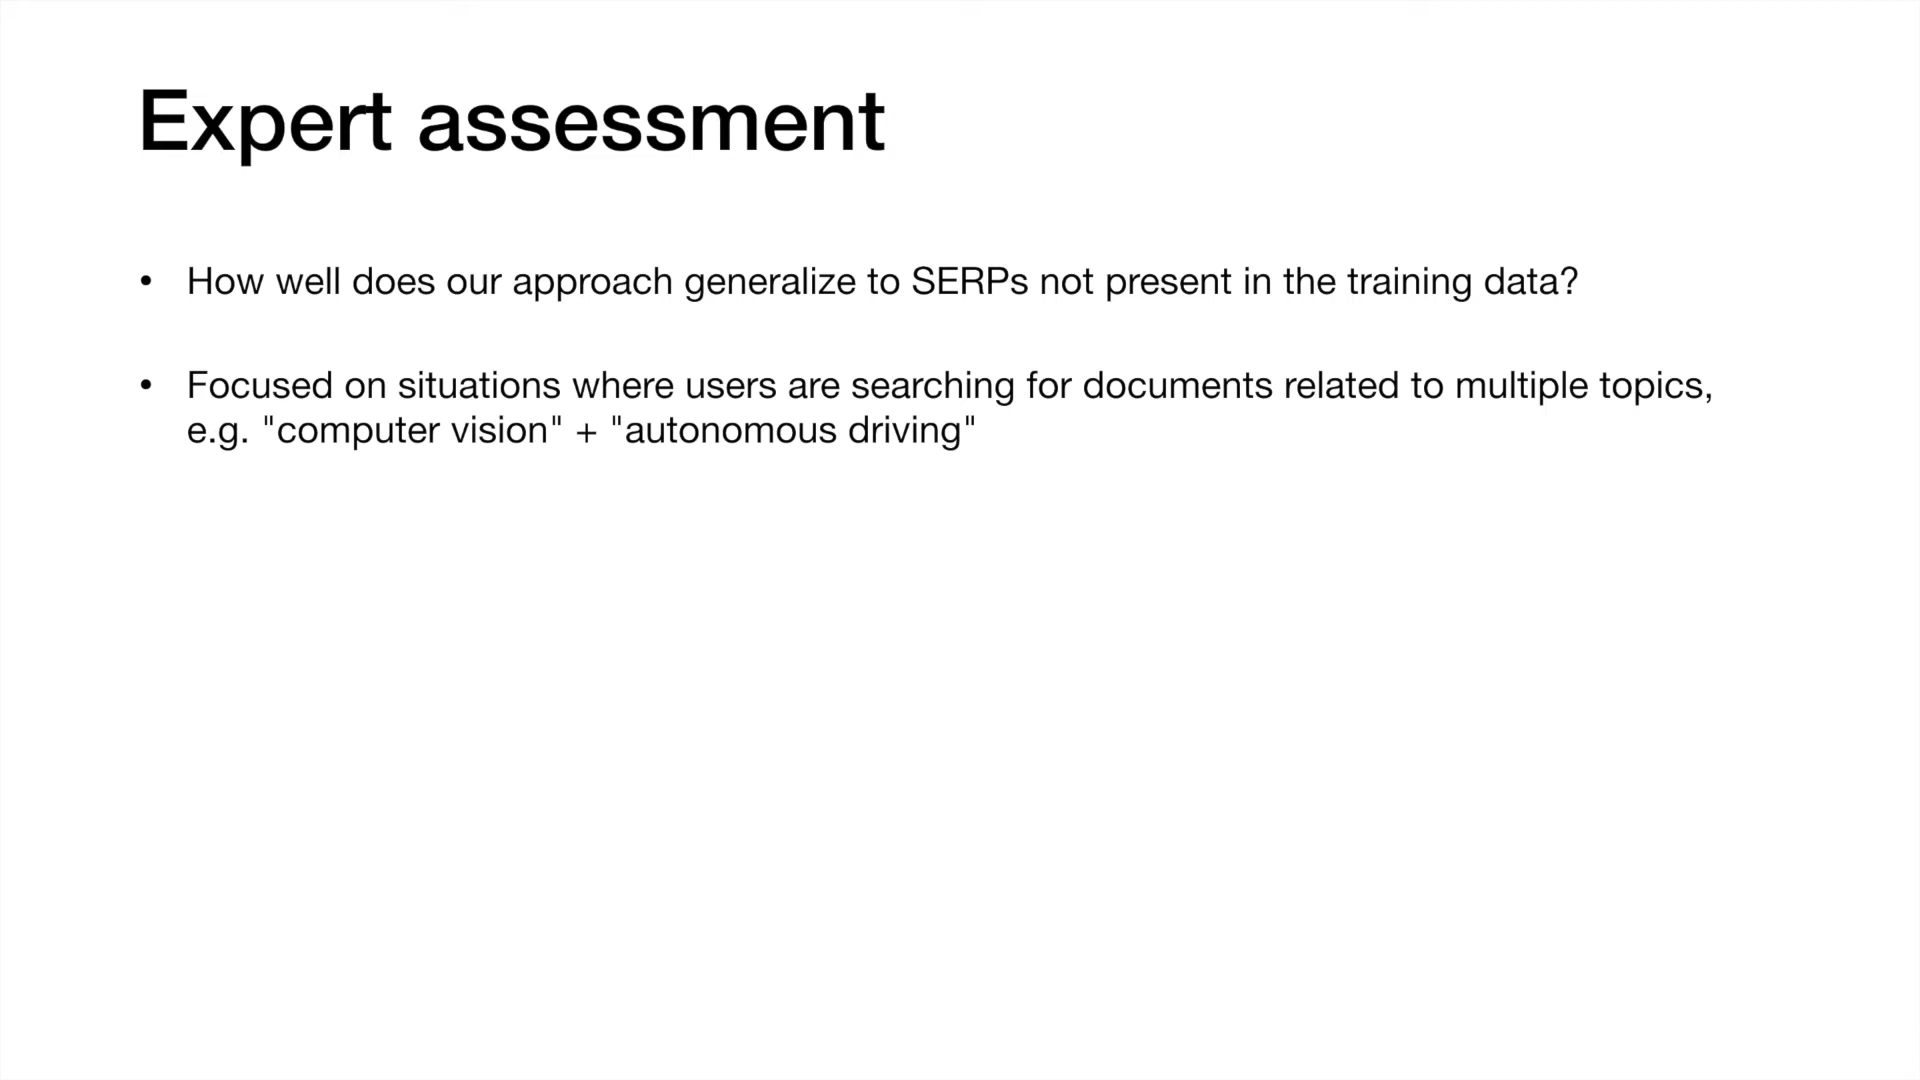 Expert assessment
• How well does our approach generalize to SERPs not present in the training data?
• Focused on situations where users are searching for documents related to multiple topics,
e.g. "computer vision" + "autonomous driving"